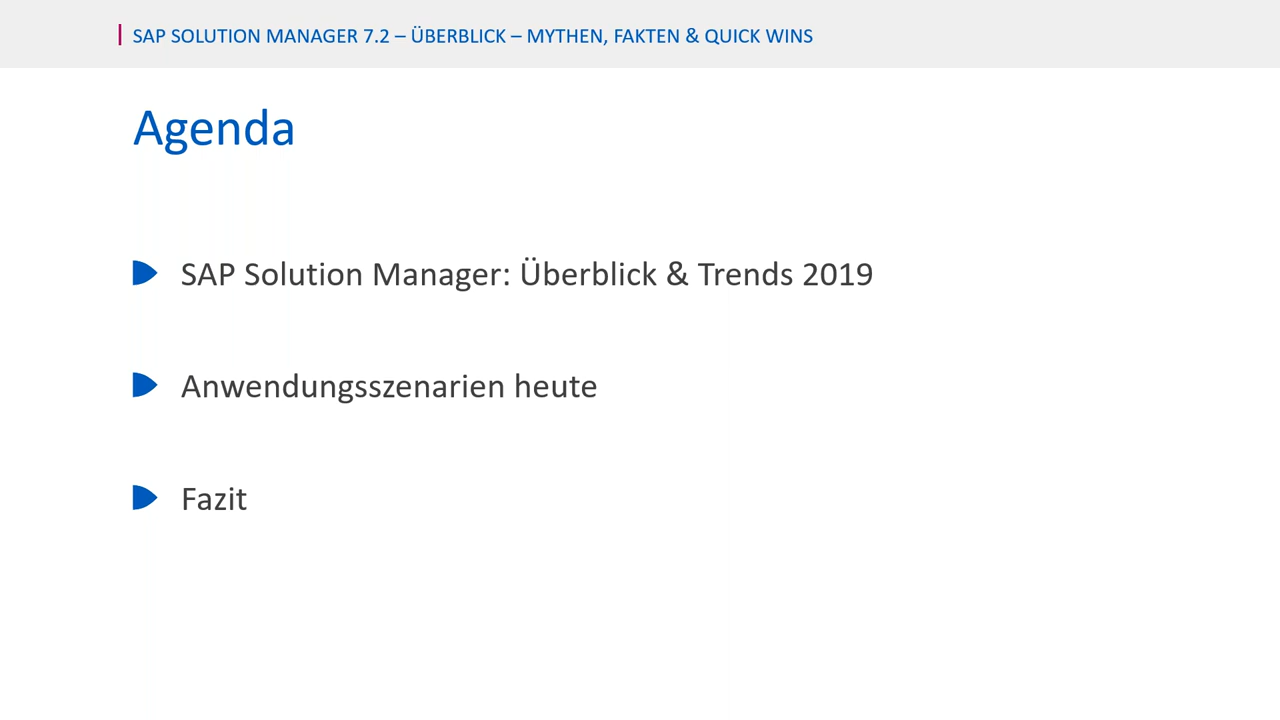 SAP SOLUTION MANAGER 7.2 – ÜBERBLICK – MYTHEN, FAKTEN & QUICK WINS
Agenda
SAP Solution Manager: Überblick & Trends 2019
Anwendungsszenarien heute
Fazit